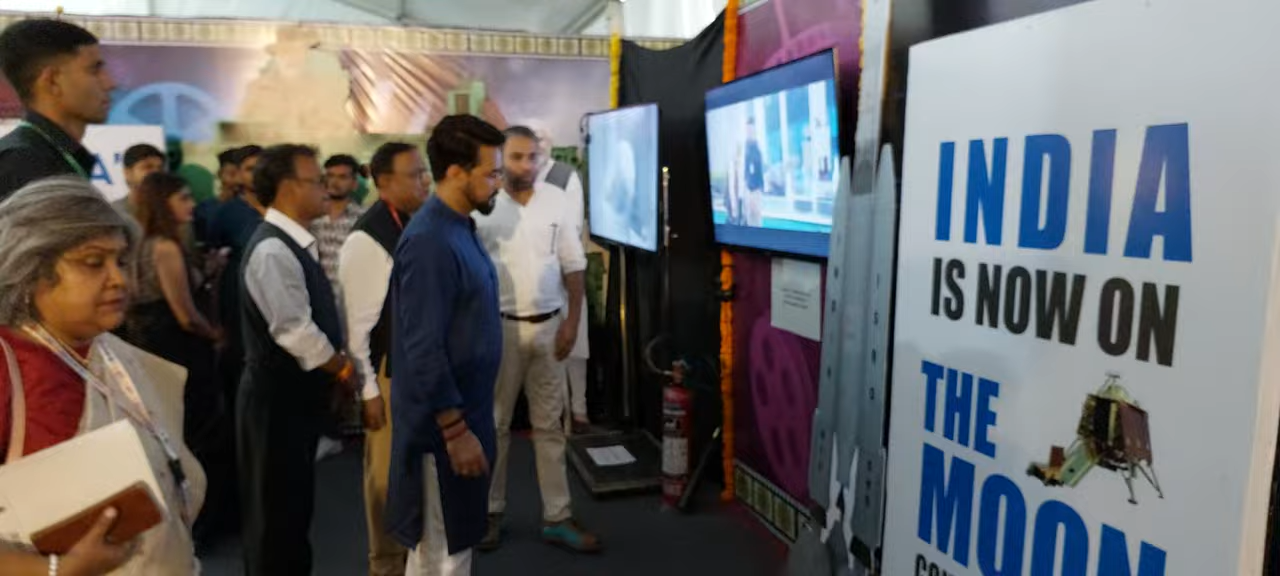 A'
INDIA
IS NOW ON
THE
MOON